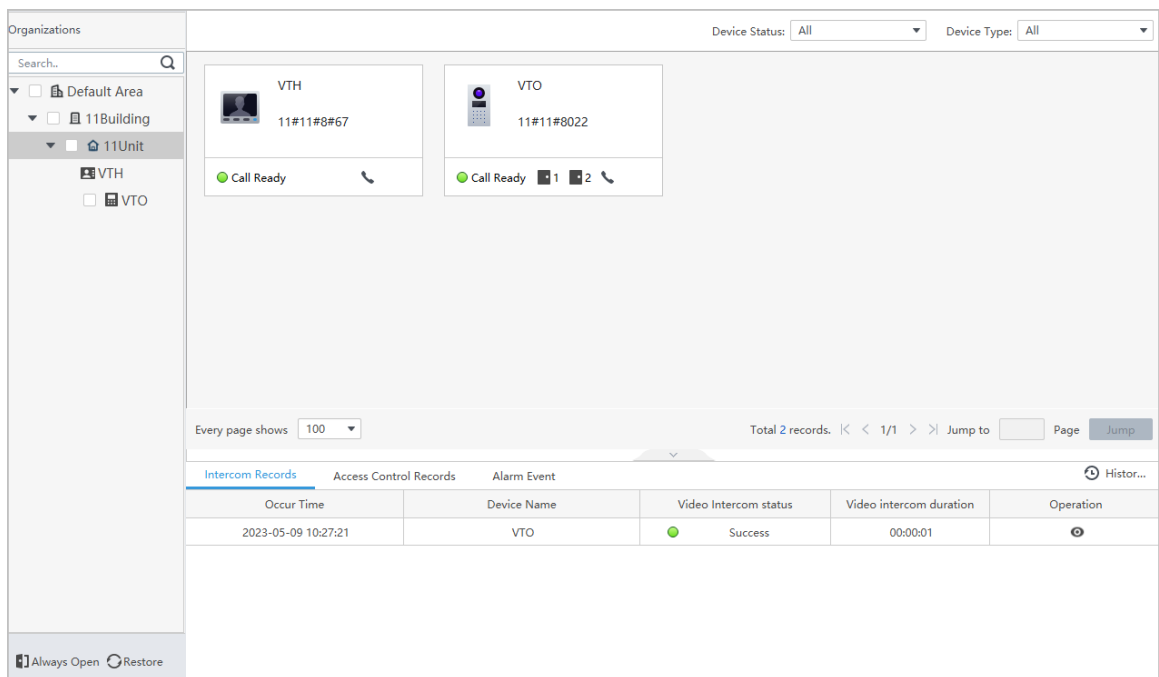 Organizations
Device Status: All Device Type: All
Search..
Default Area
11Building
11Unit
VTH
VTO
VTH
11#11#8#67
Call Ready
VTO
11#11#8022
Call Ready 1 2
Every page shows 100 Total 2 records. 1/1 Jump to Page Jump
Intercom Records Access Control Records Alarm Event Histor...
Occur Time Device Name Video Intercom status Video intercom duration Operation
2023-05-09 10:27:21 VTO Success 00:00:01
Always Open Restore